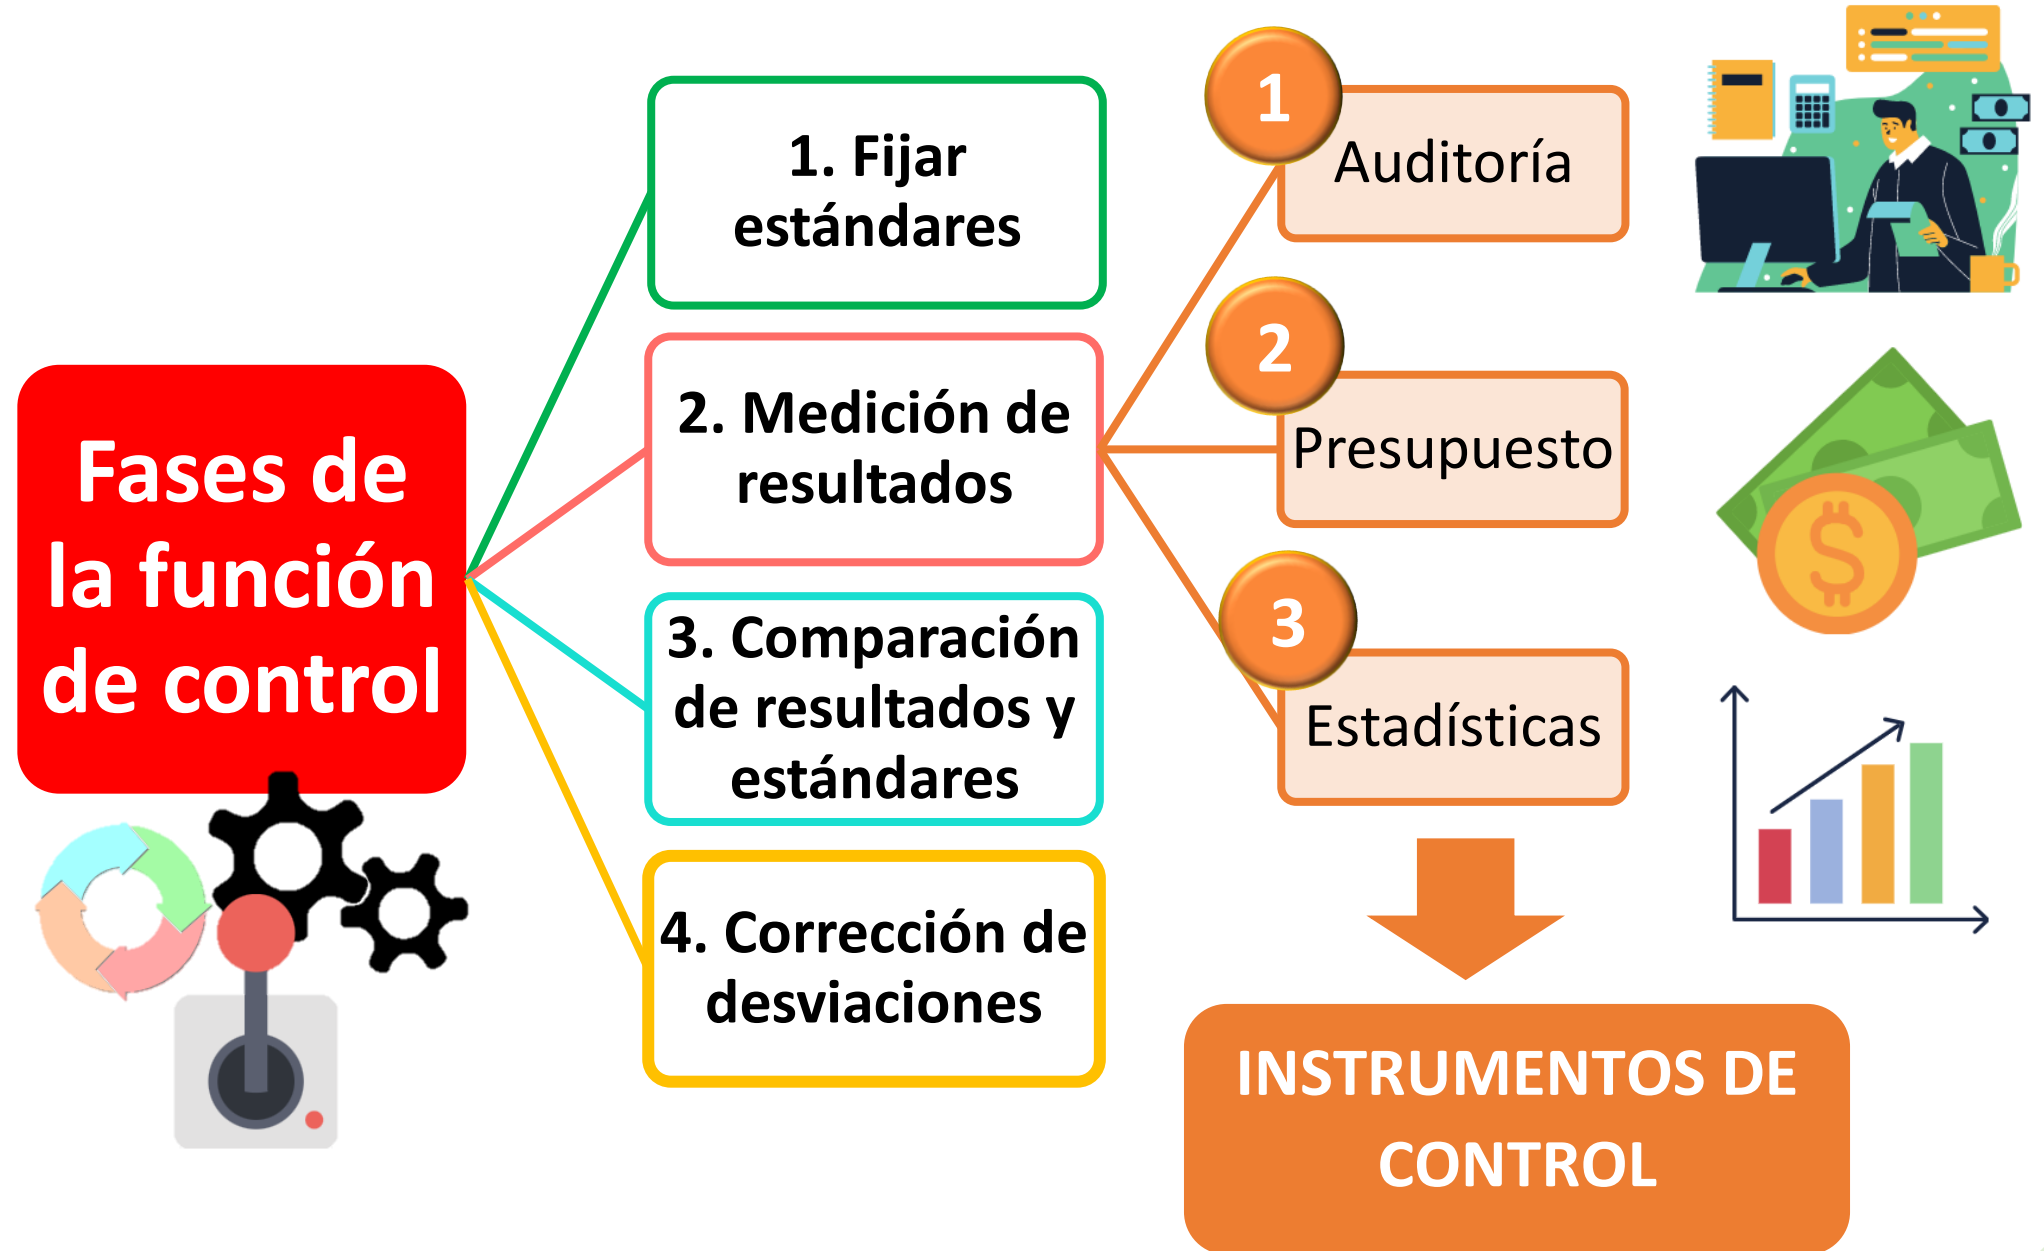 Fases de
la función
de control
1. Fijar
estándares
2. Medición de
resultados
3. Comparación
de resultados y
estándares
4. Corrección de
desviaciones
1
Auditoría
2
Presupuesto
3
Estadísticas
INSTRUMENTOS DE
CONTROL
$